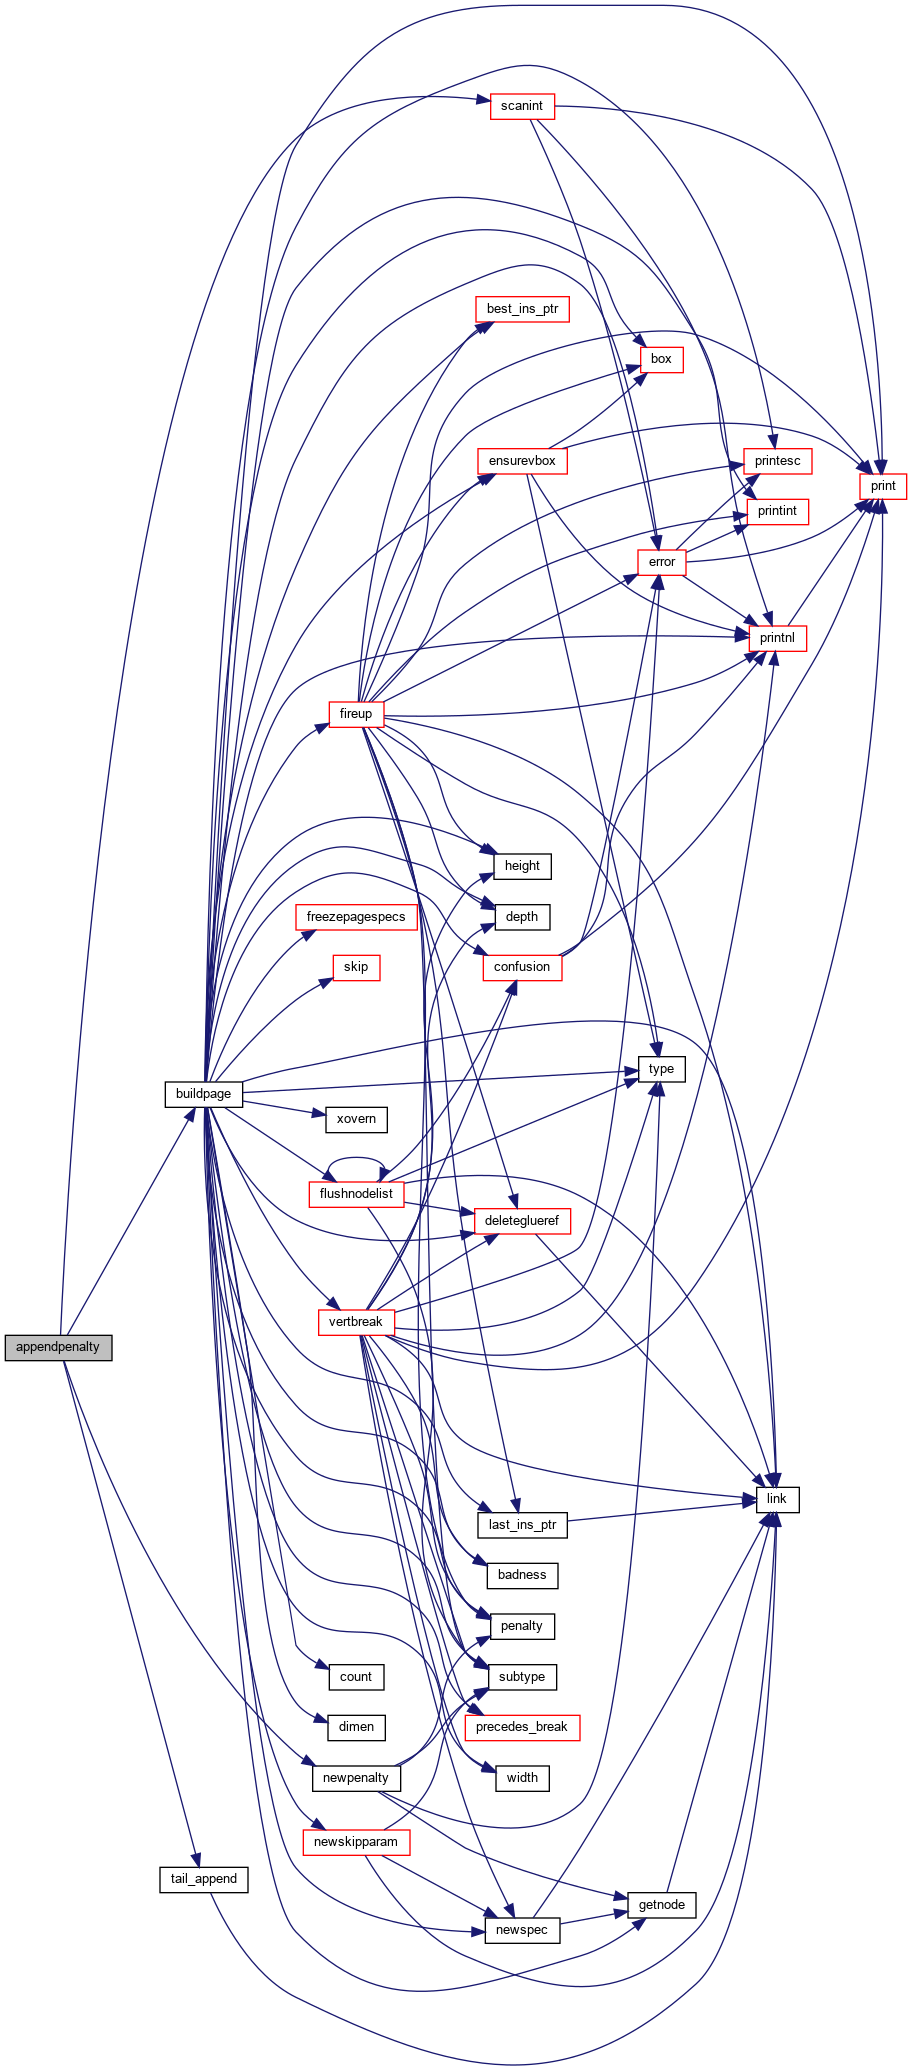 scanint
best_ins_ptr
box
ensurevbox
printesc
print
printint
error
printnl
fireup
height
freezepagespecs
depth
skip
confusion
type
buildpage
xovern
flushnodelist
deleteglueref
vertbreak
appendpenalty
link
last_ins_ptr
badness
penalty
count
subtype
dimen
precedes_break
newpenalty
width
newskipparam
tail_append
getnode
newspec